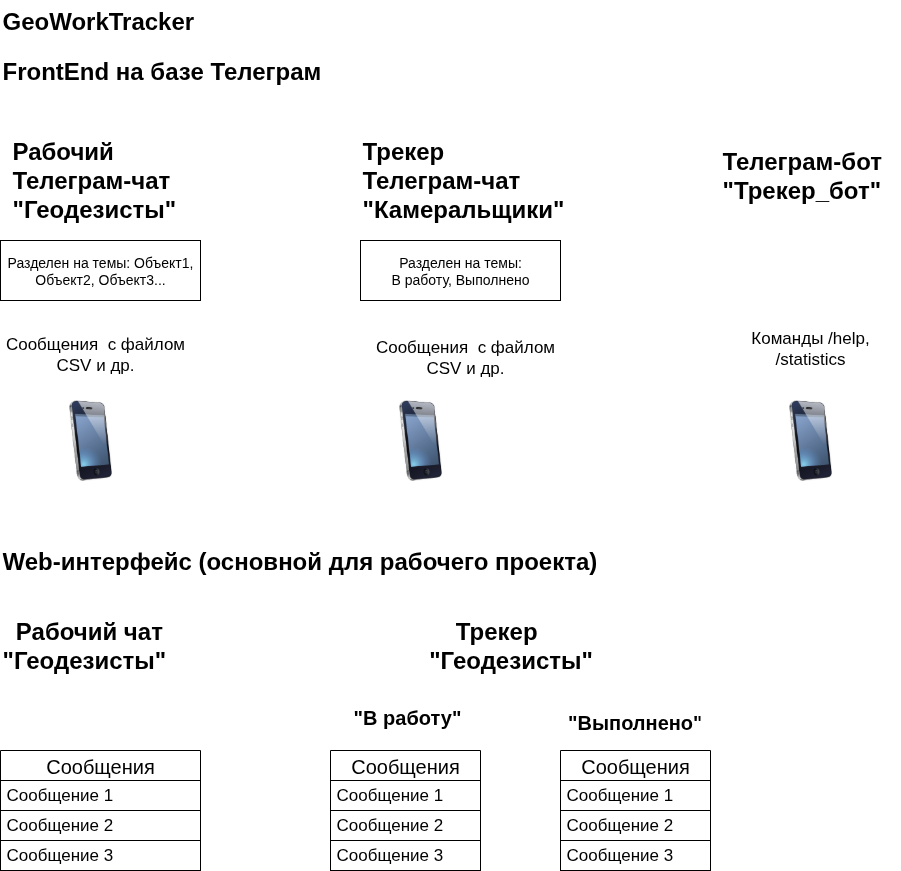 GeoWorkTracker
FrontEnd на базе Телеграм
Рабочий
Телеграм-чат
"Геодезисты"
Разделен на темы: Объект1,
Объект2, Объект3...
Сообщения с файлом
CSV и др.
Трекер
Телеграм-чат
"Камеральщики"
Разделен на темы:
В работу, Выполнено
Сообщения с файлом
CSV и др.
Телеграм-бот
"Трекер_бот"
Команды /help,
/statistics
Web-интерфейс (основной для рабочего проекта)
Рабочий чат
"Геодезисты"
Сообщения
Сообщение 1
Сообщение 2
Сообщение 3
Трекер
"Геодезисты"
"В работу"
Сообщения
Сообщение 1
Сообщение 2
Сообщение 3
"Выполнено"
Сообщения
Сообщение 1
Сообщение 2
Сообщение 3